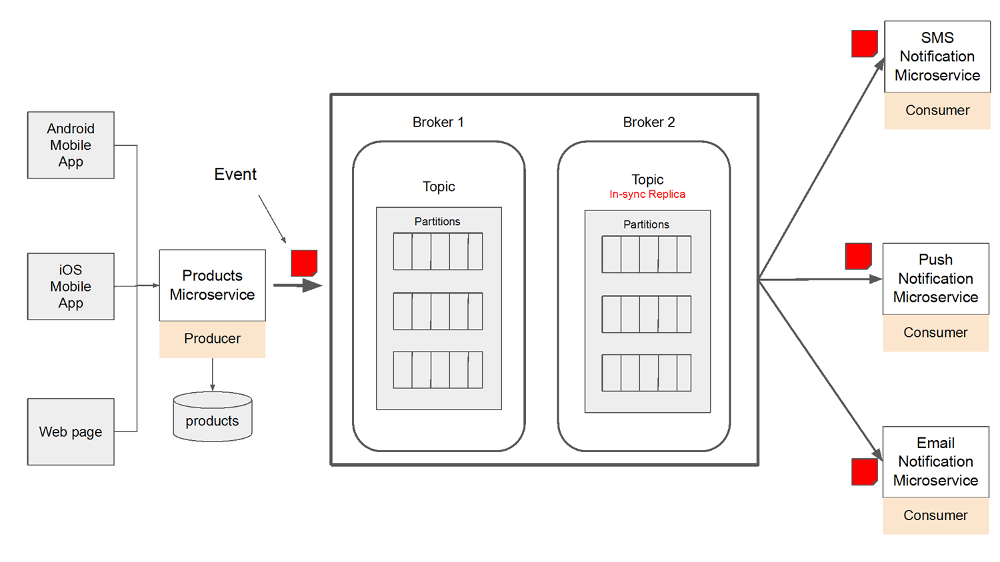 Android
Mobile
App
iOS
Mobile
App
Web page
Event
Products
Microservice
Producer
products
Broker 1
Topic
Partitions
Broker 2
Topic
In-sync Replica
Partitions
SMS
Notification
Microservice
Consumer
Push
Notification
Microservice
Consumer
Email
Notification
Microservice
Consumer